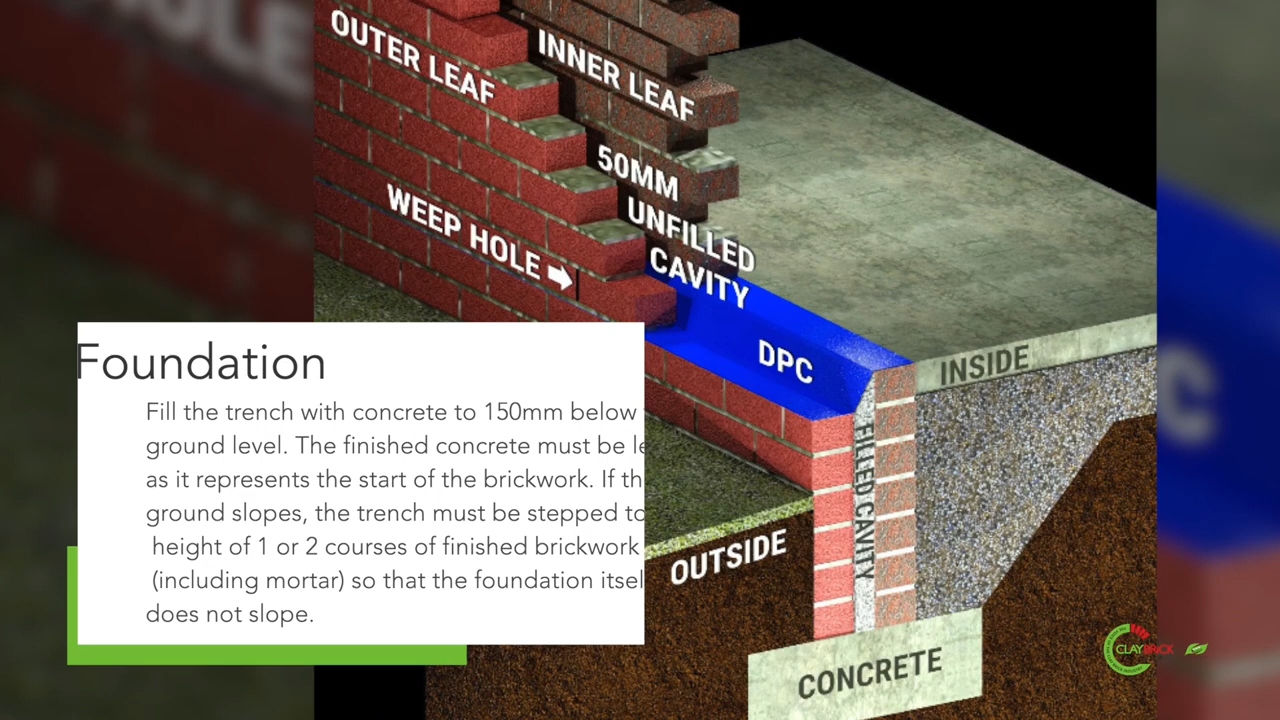 OUTER LEAF
INNER LEAF
50MM
UNFILLED
CAVITY
WEEP HOLE
DPC
INSIDE
FILLED CAVITY
OUTSIDE
CONCRETE
Foundation
Fill the trench with concrete to 150mm below
ground level. The finished concrete must be le
as it represents the start of the brickwork. If th
ground slopes, the trench must be stepped to
height of 1 or 2 courses of finished brickwork
(including mortar) so that the foundation itsel
does not slope.
CLAYBRICK
HOLE
C